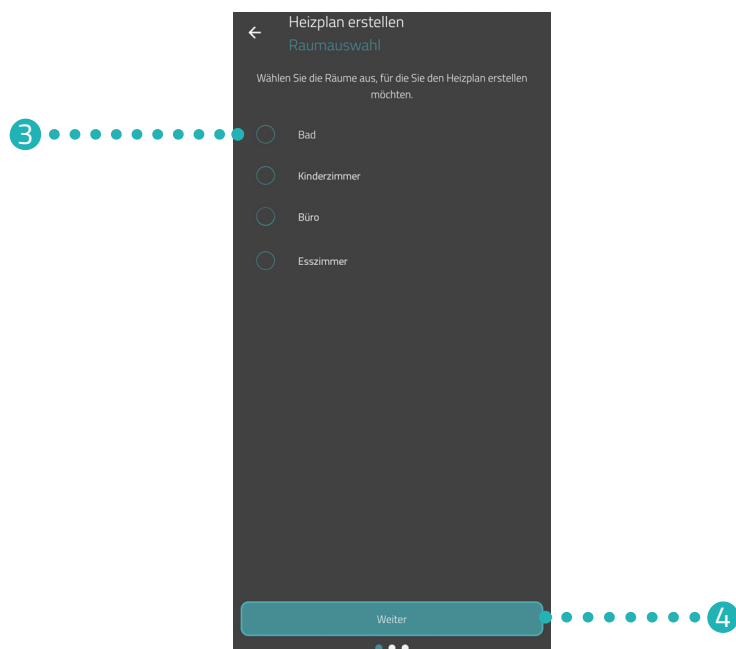 Heizplan erstellen
Raumauswahl
Wählen Sie die Räume aus, für die Sie den Heizplan erstellen
möchten.
3
Bad
Kinderzimmer
Büro
Esszimmer
Weiter
4